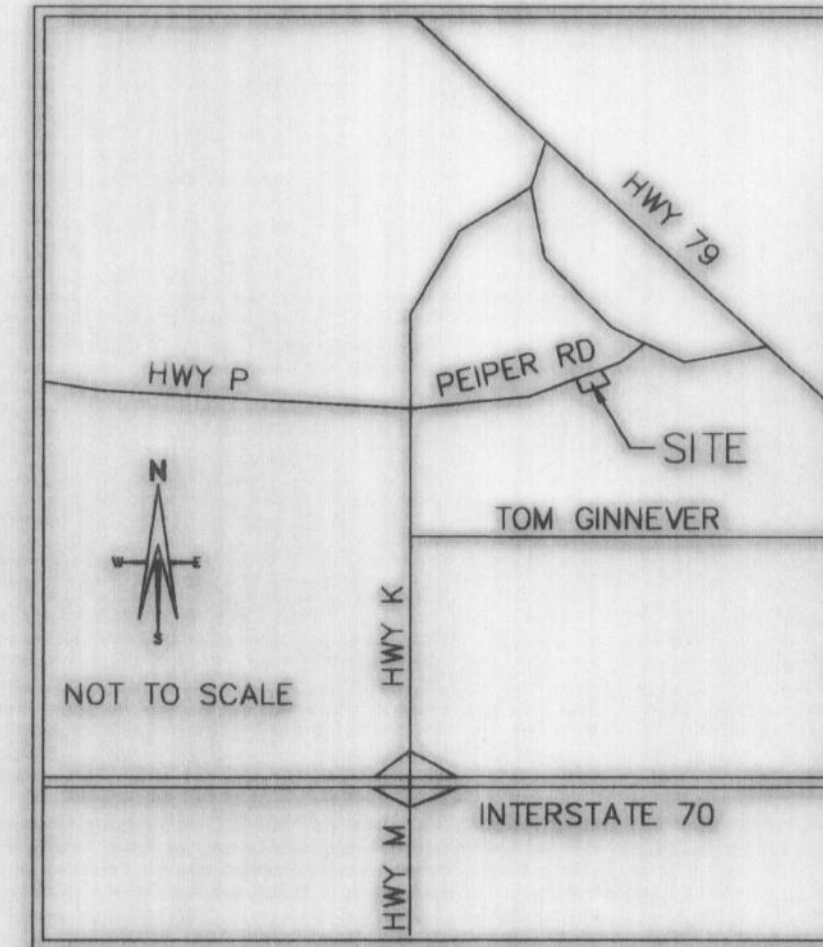 HWY 79
HWY P
PEIPER RD
SITE
N
W
E
S
TOM GINNEVER
HWY K
NOT TO SCALE
INTERSTATE 70
HWY M